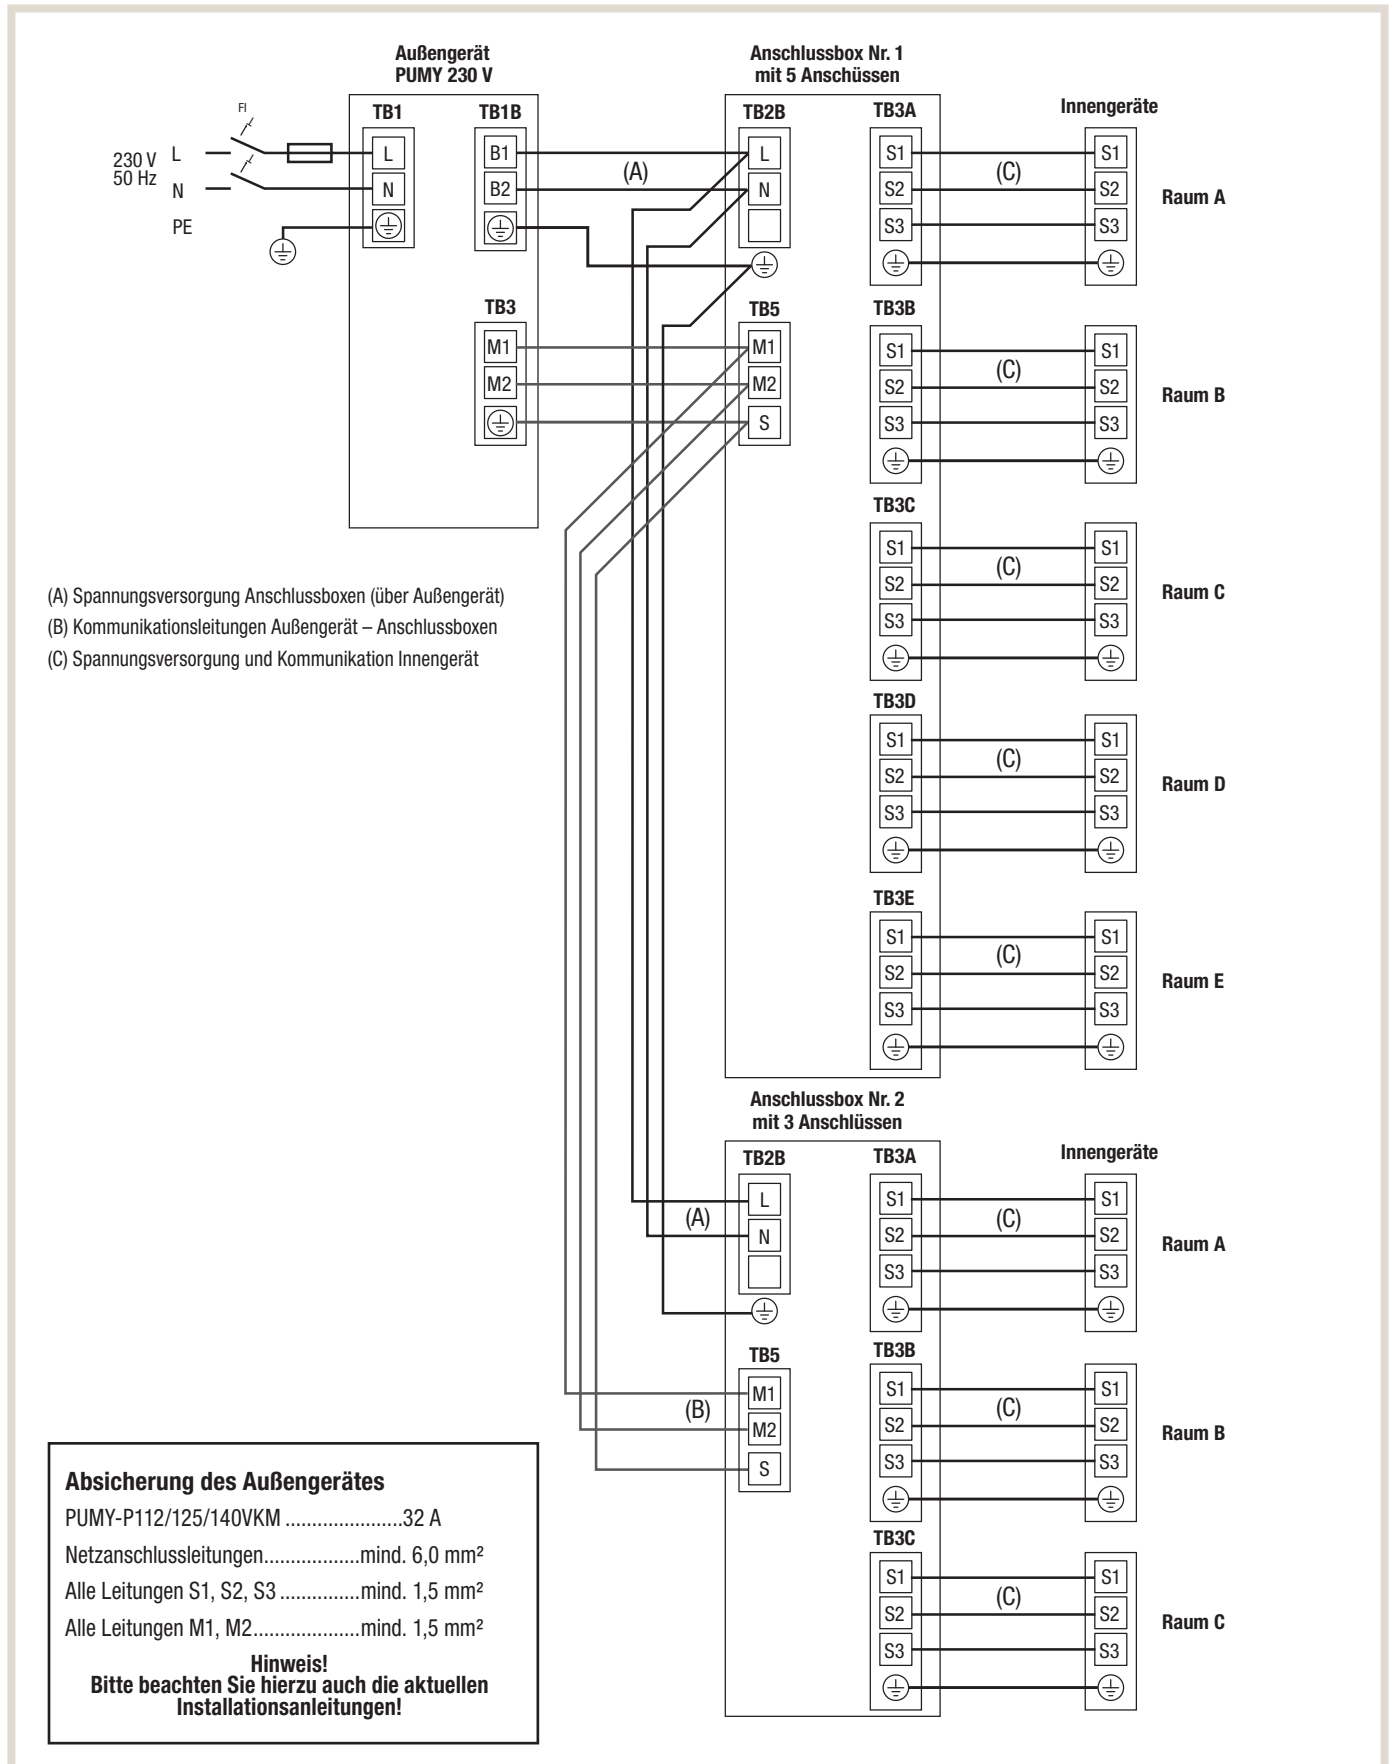 Außengerät
PUMY 230 V
Anschlussbox Nr. 1
mit 5 Anschüssen
FI
TB1
TB1B
TB2B
TB3A
Innengeräte
230 V
50 Hz
L
N
PE
L
N
B1
B2
(A)
L
N
S1
S2
S3
(C)
S1
S2
S3
Raum A
TB3
M1
M2
TB5
M1
M2
S
TB3B
S1
S2
S3
(C)
S1
S2
S3
Raum B
TB3C
S1
S2
S3
(C)
S1
S2
S3
Raum C
(A) Spannungsversorgung Anschlussboxen (über Außengerät)
(B) Kommunikationsleitungen Außengerät – Anschlussboxen
(C) Spannungsversorgung und Kommunikation Innengerät
TB3D
S1
S2
S3
(C)
S1
S2
S3
Raum D
TB3E
S1
S2
S3
(C)
S1
S2
S3
Raum E
Anschlussbox Nr. 2
mit 3 Anschlüssen
TB2B
TB3A
Innengeräte
(A)
L
N
S1
S2
S3
(C)
S1
S2
S3
Raum A
TB5
(B)
M1
M2
S
TB3B
S1
S2
S3
(C)
S1
S2
S3
Raum B
TB3C
S1
S2
S3
(C)
S1
S2
S3
Raum C
Absicherung des Außengerätes
PUMY-P112/125/140VKM ......................32 A
Netzanschlussleitungen..................mind. 6,0 mm²
Alle Leitungen S1, S2, S3 ...............mind. 1,5 mm²
Alle Leitungen M1, M2....................mind. 1,5 mm²
Hinweis!
Bitte beachten Sie hierzu auch die aktuellen
Installationsanleitungen!